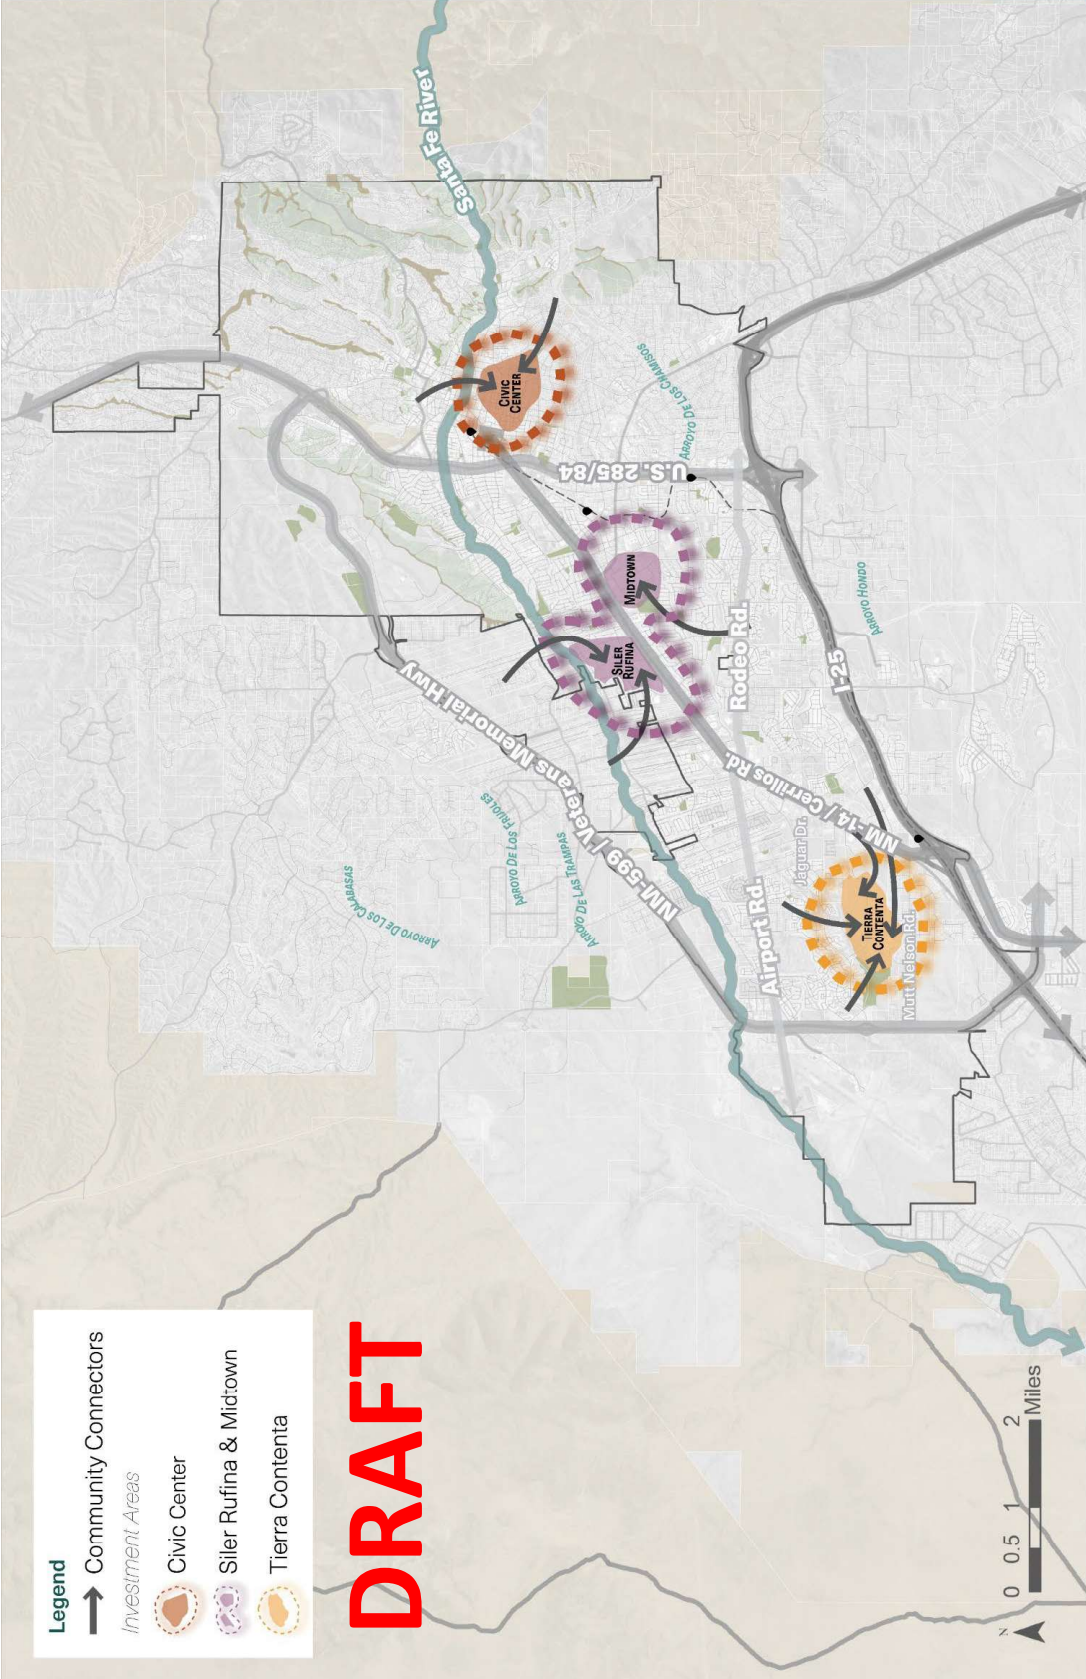 Legend
Community Connectors
Investment Areas
Civic Center
Siler Rufina & Midtown
Tierra Contenta
DRAFT
N
0 0.5 1 2
Miles
Santa Fe River
CIVIC
CENTER
U.S. 285/84
ARROYO DE LOS CHAMISOS
MIDTOWN
SILER
RUFINA
Rodeo Rd.
ARROYO HONDO
I-25
NM-599 / Veterans Memorial Hwy
NM-14 / Cerrillos Rd.
ARROYO DE LOS FRIJOLES
ARROYO DE LAS TRAMPAS
ARROYO DE LOS CALABASAS
Airport Rd.
Jaguar Dr.
TIERRA
CONTENTA
Mutt Nelson Rd.